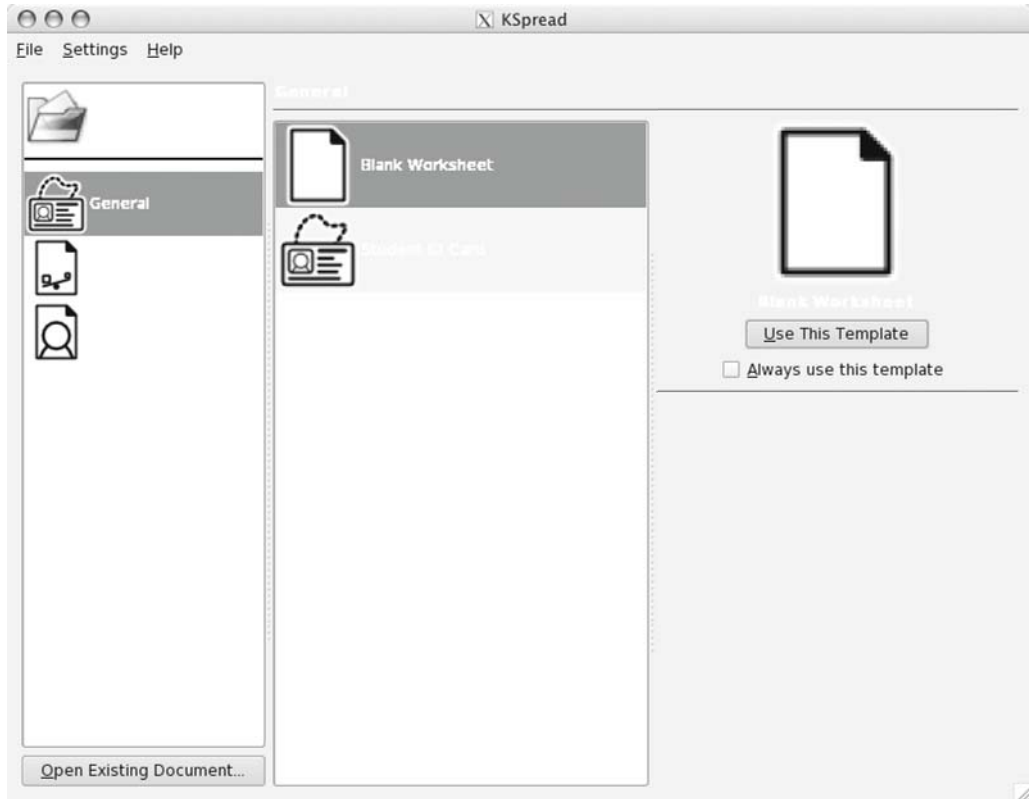 X KSpread
File Settings Help
General
General
Blank Worksheet
Student ID Card
Blank Worksheet
Use This Template
Always use this template
Open Existing Document...